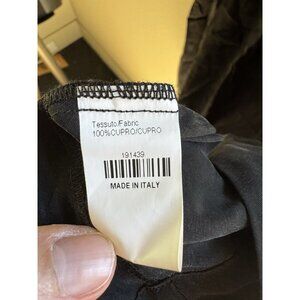 Tessuto/Fabric
100%CUPRO/CUPRO
191439
MADE IN ITALY